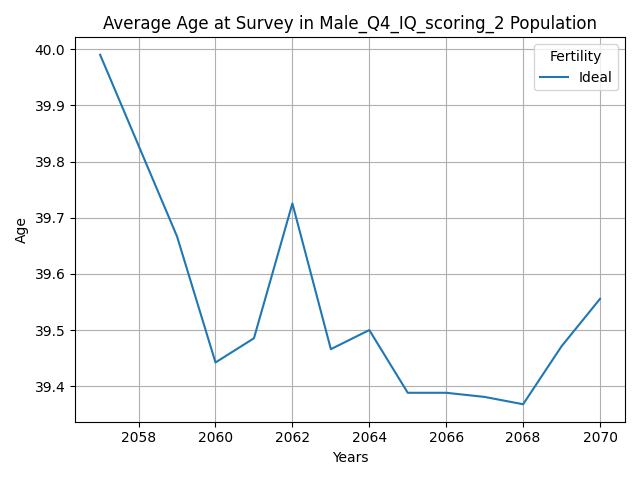 Average Age at Survey in Male_Q4_IQ_scoring_2 Population
Fertility
Ideal
40.0
39.9
39.8
39.7
39.6
39.5
39.4
Age
2058 2060 2062 2064 2066 2068 2070
Years